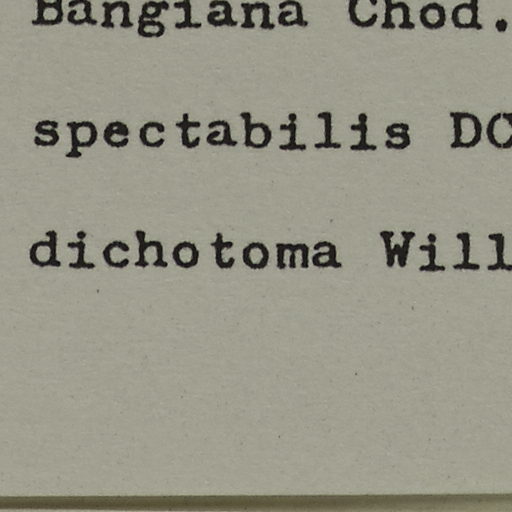 Bangiana Chod.
spectabilis DC
dichotoma Will